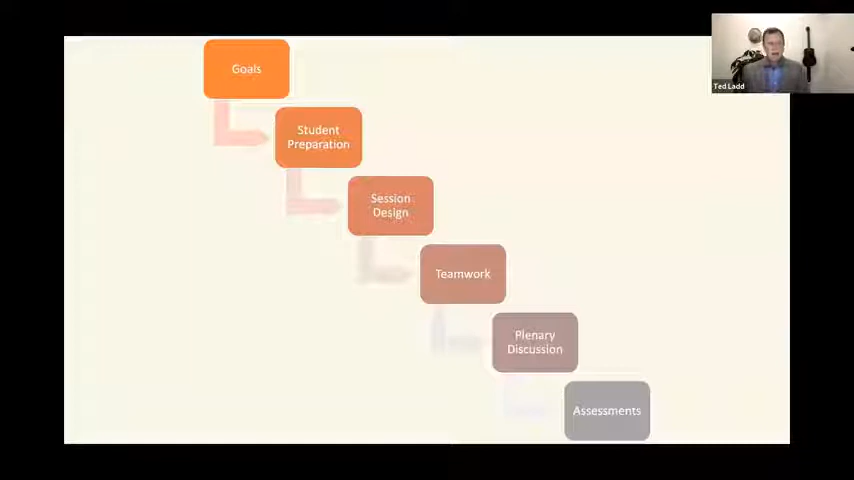 Goals
Ted Ladd
Student
Preparation
Session
Design
Teamwork
Plenary
Discussion
Assessments